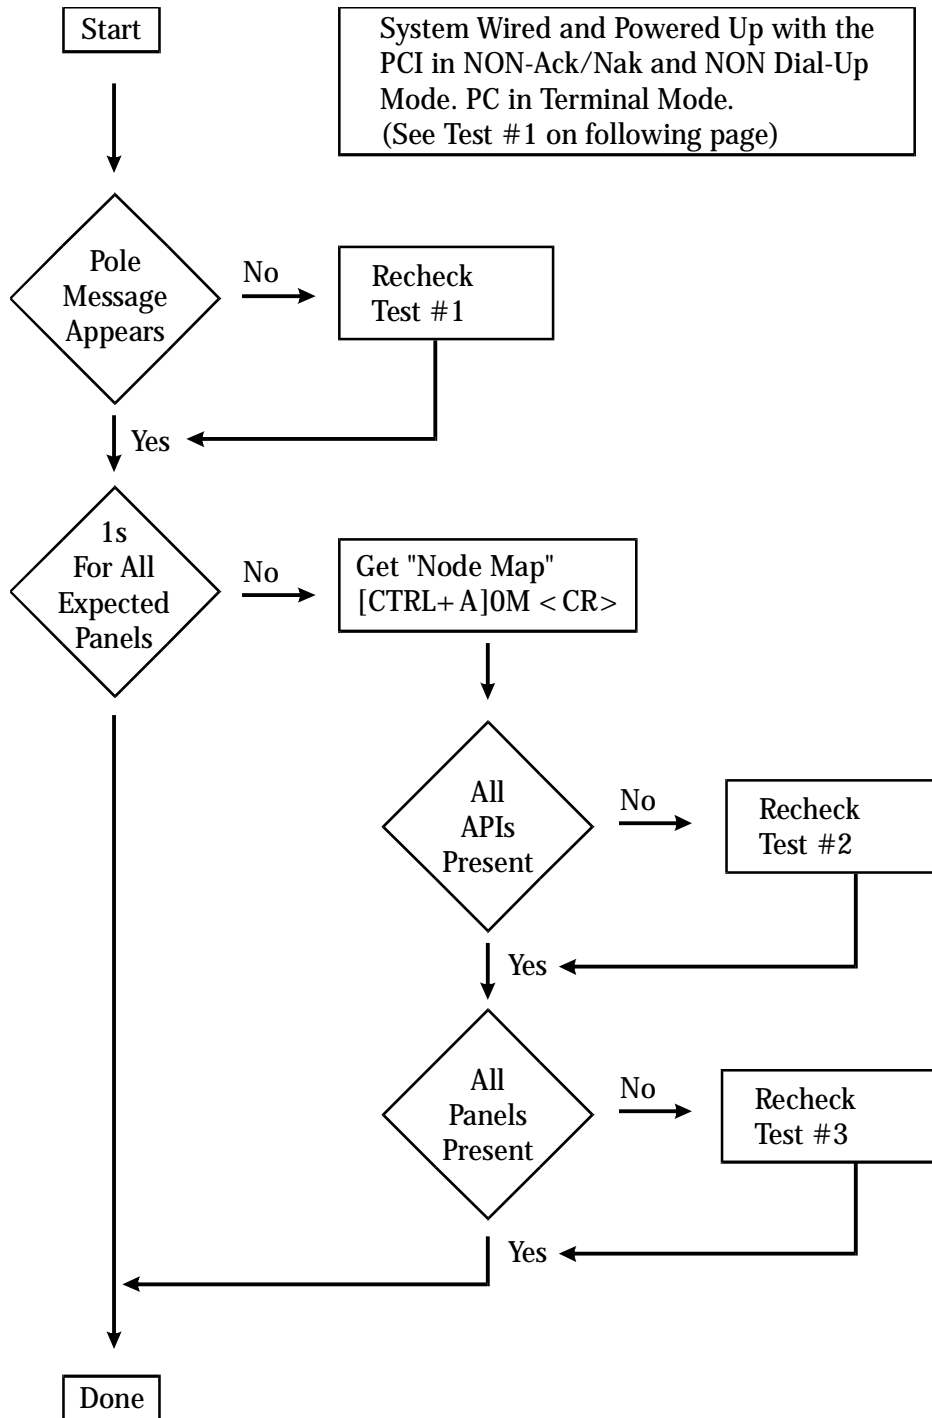 Start
System Wired and Powered Up with the
PCI in NON-Ack/Nak and NON Dial-Up
Mode. PC in Terminal Mode.
(See Test #1 on following page)
Pole
Message
Appears
No
Recheck
Test #1
Yes
1s
For All
Expected
Panels
No
Get "Node Map"
[CTRL+A]0M <CR>
All
APIs
Present
No
Recheck
Test #2
Yes
All
Panels
Present
No
Recheck
Test #3
Yes
Done